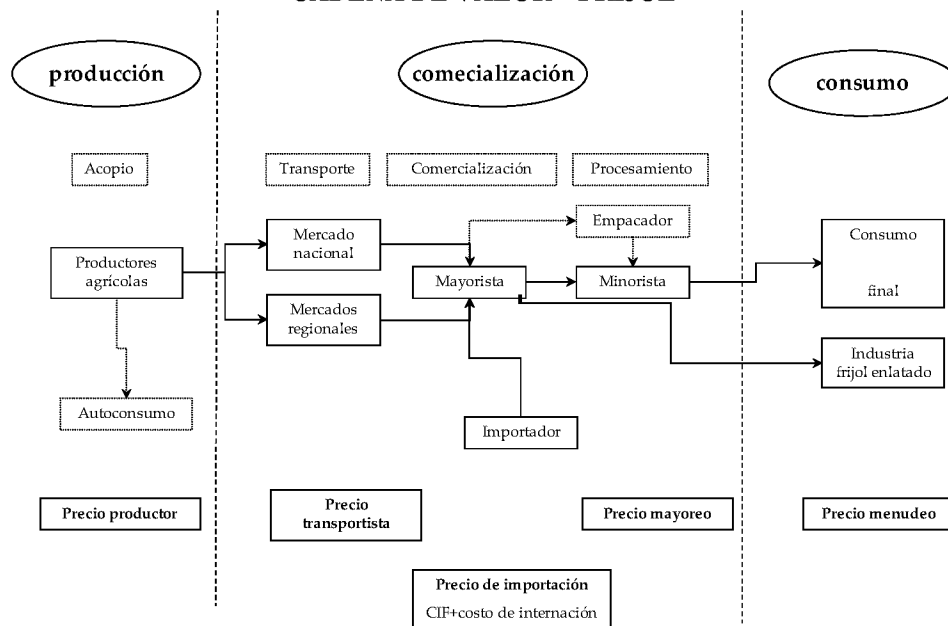 producción
comecialización
consumo
Acopio
Transporte
Comercialización
Procesamiento
Empacador
Mercado
nacional
Consumo
final
Productores
agrícolas
Mayorista
Minorista
Mercados
regionales
Industria
frijol enlatado
Autoconsumo
Importador
Precio productor
Precio
transportista
Precio mayoreo
Precio menudeo
Precio de importación
CIF+costo de internación